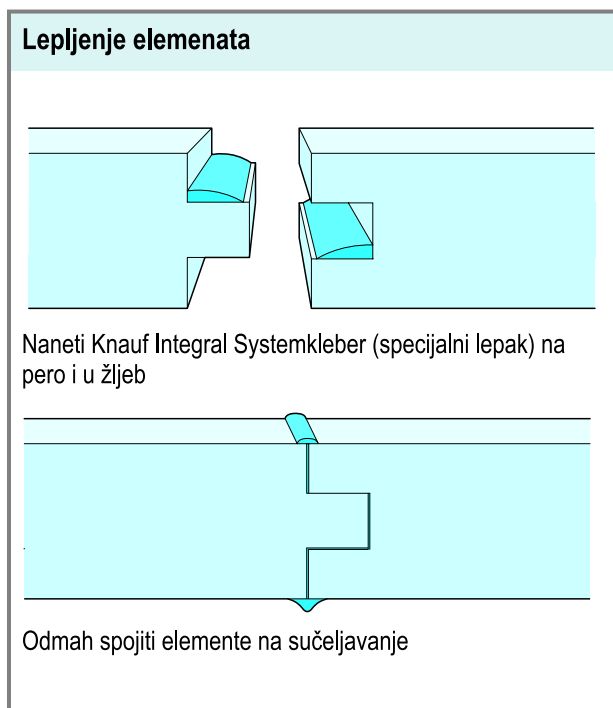 Lepljenje elemenata
Naneti Knauf Integral Systemkleber (specijalni lepak) na
pero i u žljeb
Odmah spojiti elemente na sučeljavanje